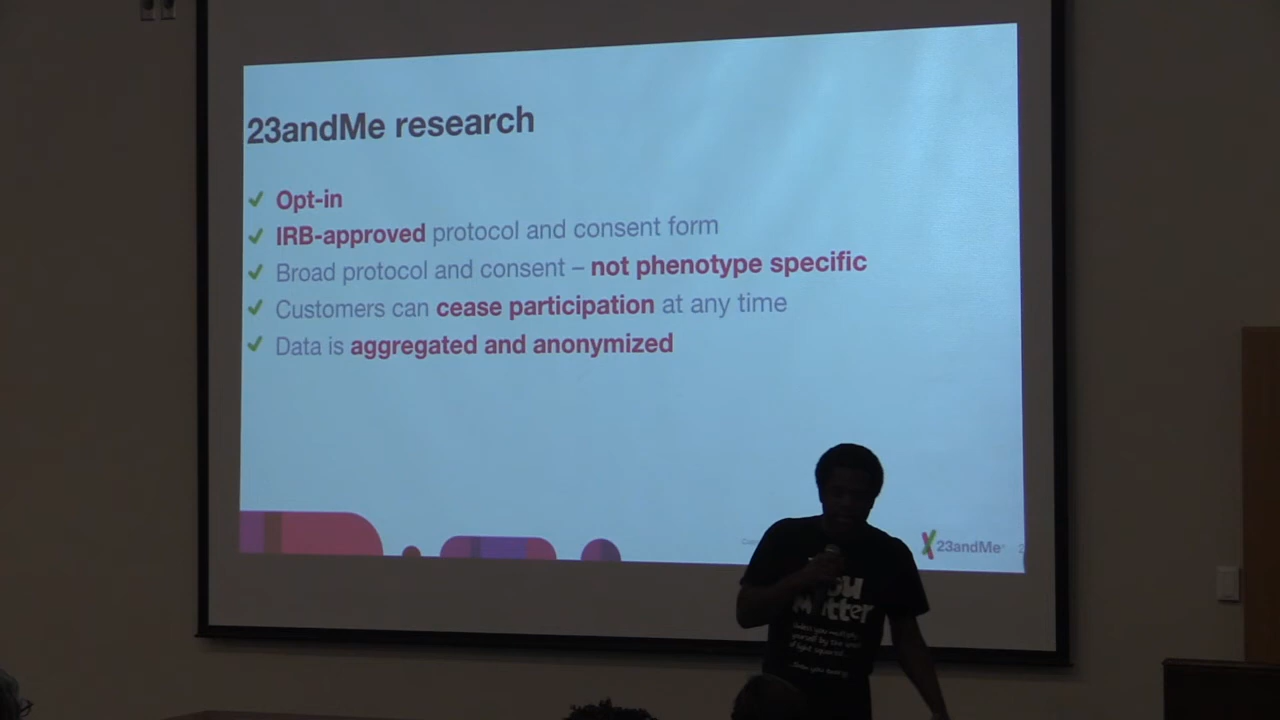 23andMe research
✓ Opt-in
✓ IRB-approved protocol and consent form
✓ Broad protocol and consent – not phenotype specific
✓ Customers can cease participation at any time
✓ Data is aggregated and anonymized
23andMe
Matter